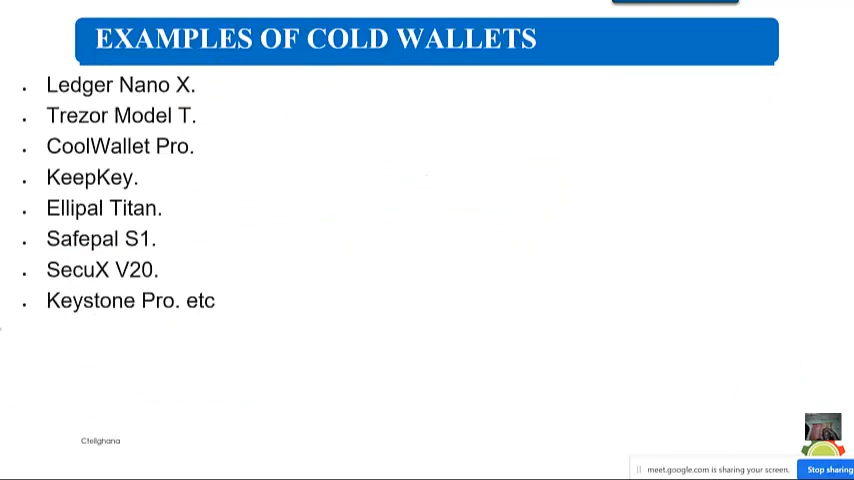 EXAMPLES OF COLD WALLETS
• Ledger Nano X.
• Trezor Model T.
• CoolWallet Pro.
• KeepKey.
• Ellipal Titan.
• Safepal S1.
• SecuX V20.
• Keystone Pro. etc
Ctellghana
meet.google.com is sharing your screen.
Stop sharing